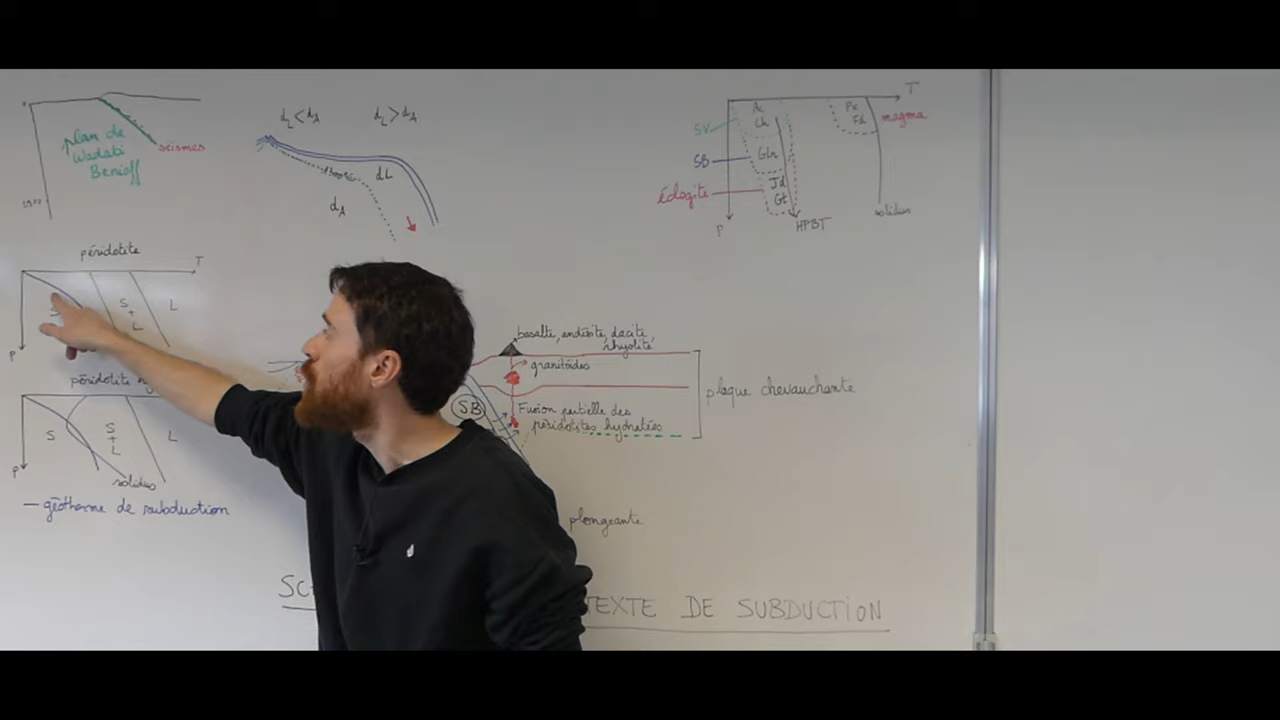 plan de
Wadati
Benioff
séismes
dL < dA
dL > dA
1300°C
dL
dA
T
Ac
Ch
Px
Fd
magma
SV
SB
Gln
éclogite
Jd
Gt
HPBT
P
solidus
péridotite
T
S
S
+
L
L
P
péridotite
S
S
+
L
L
P
solidus
— géotherme de subduction
basalte, andésite dacite
rhyolite
granitoïdes
SB
Fusion partielle des
péridotites hydratées
plaque chevauchante
plongeante
SC
TEXTE DE SUBDUCTION